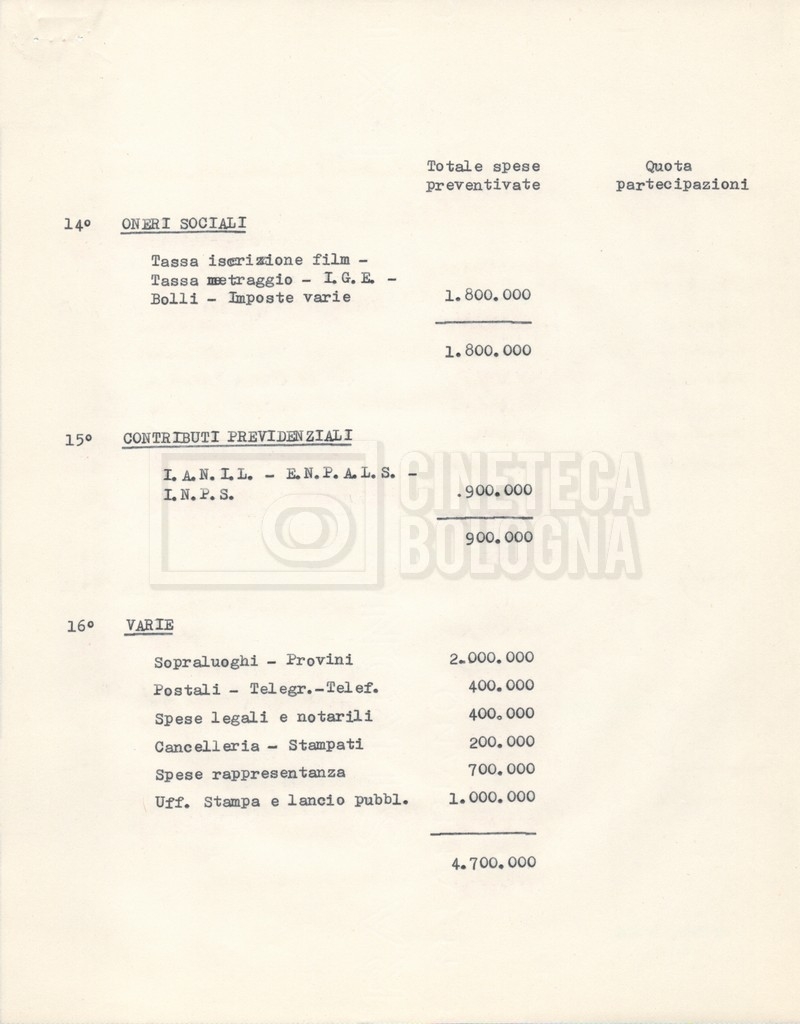 Totale spese Quota
preventivate partecipazioni
14° ONERI SOCIALI
Tassa iscrizione film -
Tassa metraggio - I.G.E. -
Bolli - Imposte varie 1.800.000
1.800.000
15° CONTRIBUTI PREVIDENZIALI
I.A.N.I.L. - E.N.P.A.L.S. -
I.N.P.S. .900.000
900.000
CINETECA
BOLOGNA
16° VARIE
Sopraluoghi - Provini 2.000.000
Postali - Telegr.-Telef. 400.000
Spese legali e notarili 400.000
Cancelleria - Stampati 200.000
Spese rappresentanza 700.000
Uff. Stampa e lancio pubbl. 1.000.000
4.700.000